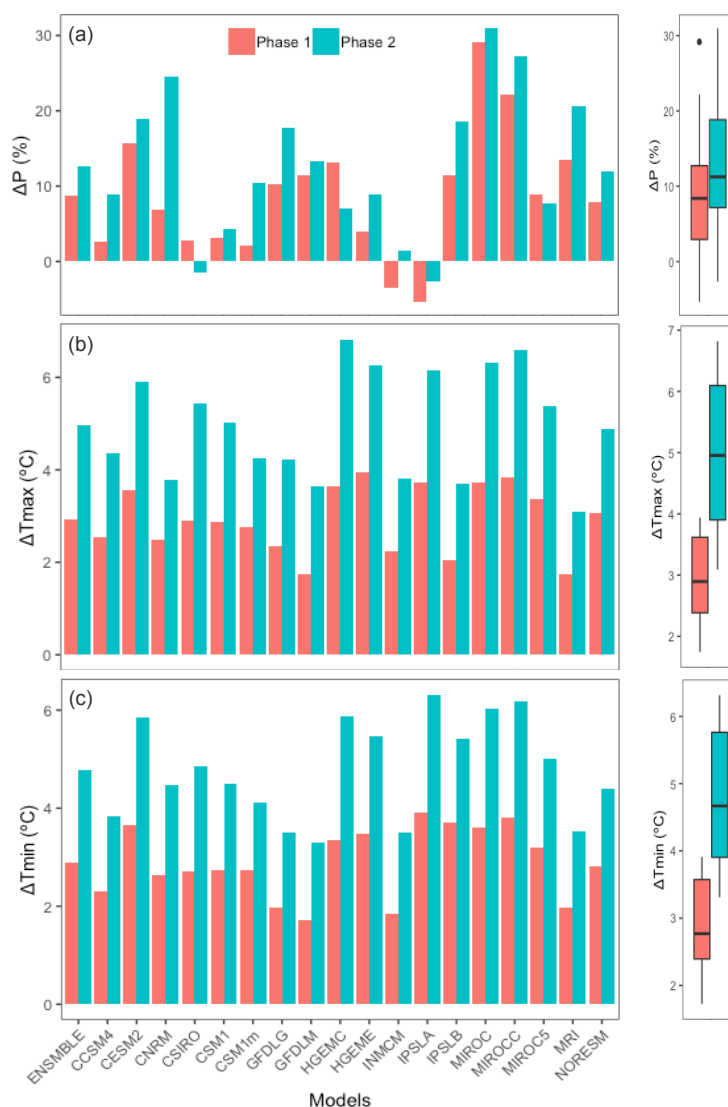 (a)
Phase 1 Phase 2
ΔP (%)
30
20
10
0
ΔP (%)
30
20
10
0
(b)
ΔTmax (°C)
6
4
2
0
ΔTmax (°C)
7
6
5
4
3
2
(c)
ΔTmin (°C)
6
4
2
0
ΔTmin (°C)
6
5
4
3
2
ENSMBLE
CCSM4
CESM2
CNRM
CSIRO
CSM1
CSM1m
GFDLG
GFDLM
HGEMC
HGEME
INMCM
IPSLA
IPSLB
MIROC
MIROCC
MIROC5
MRI
NORESM
Models